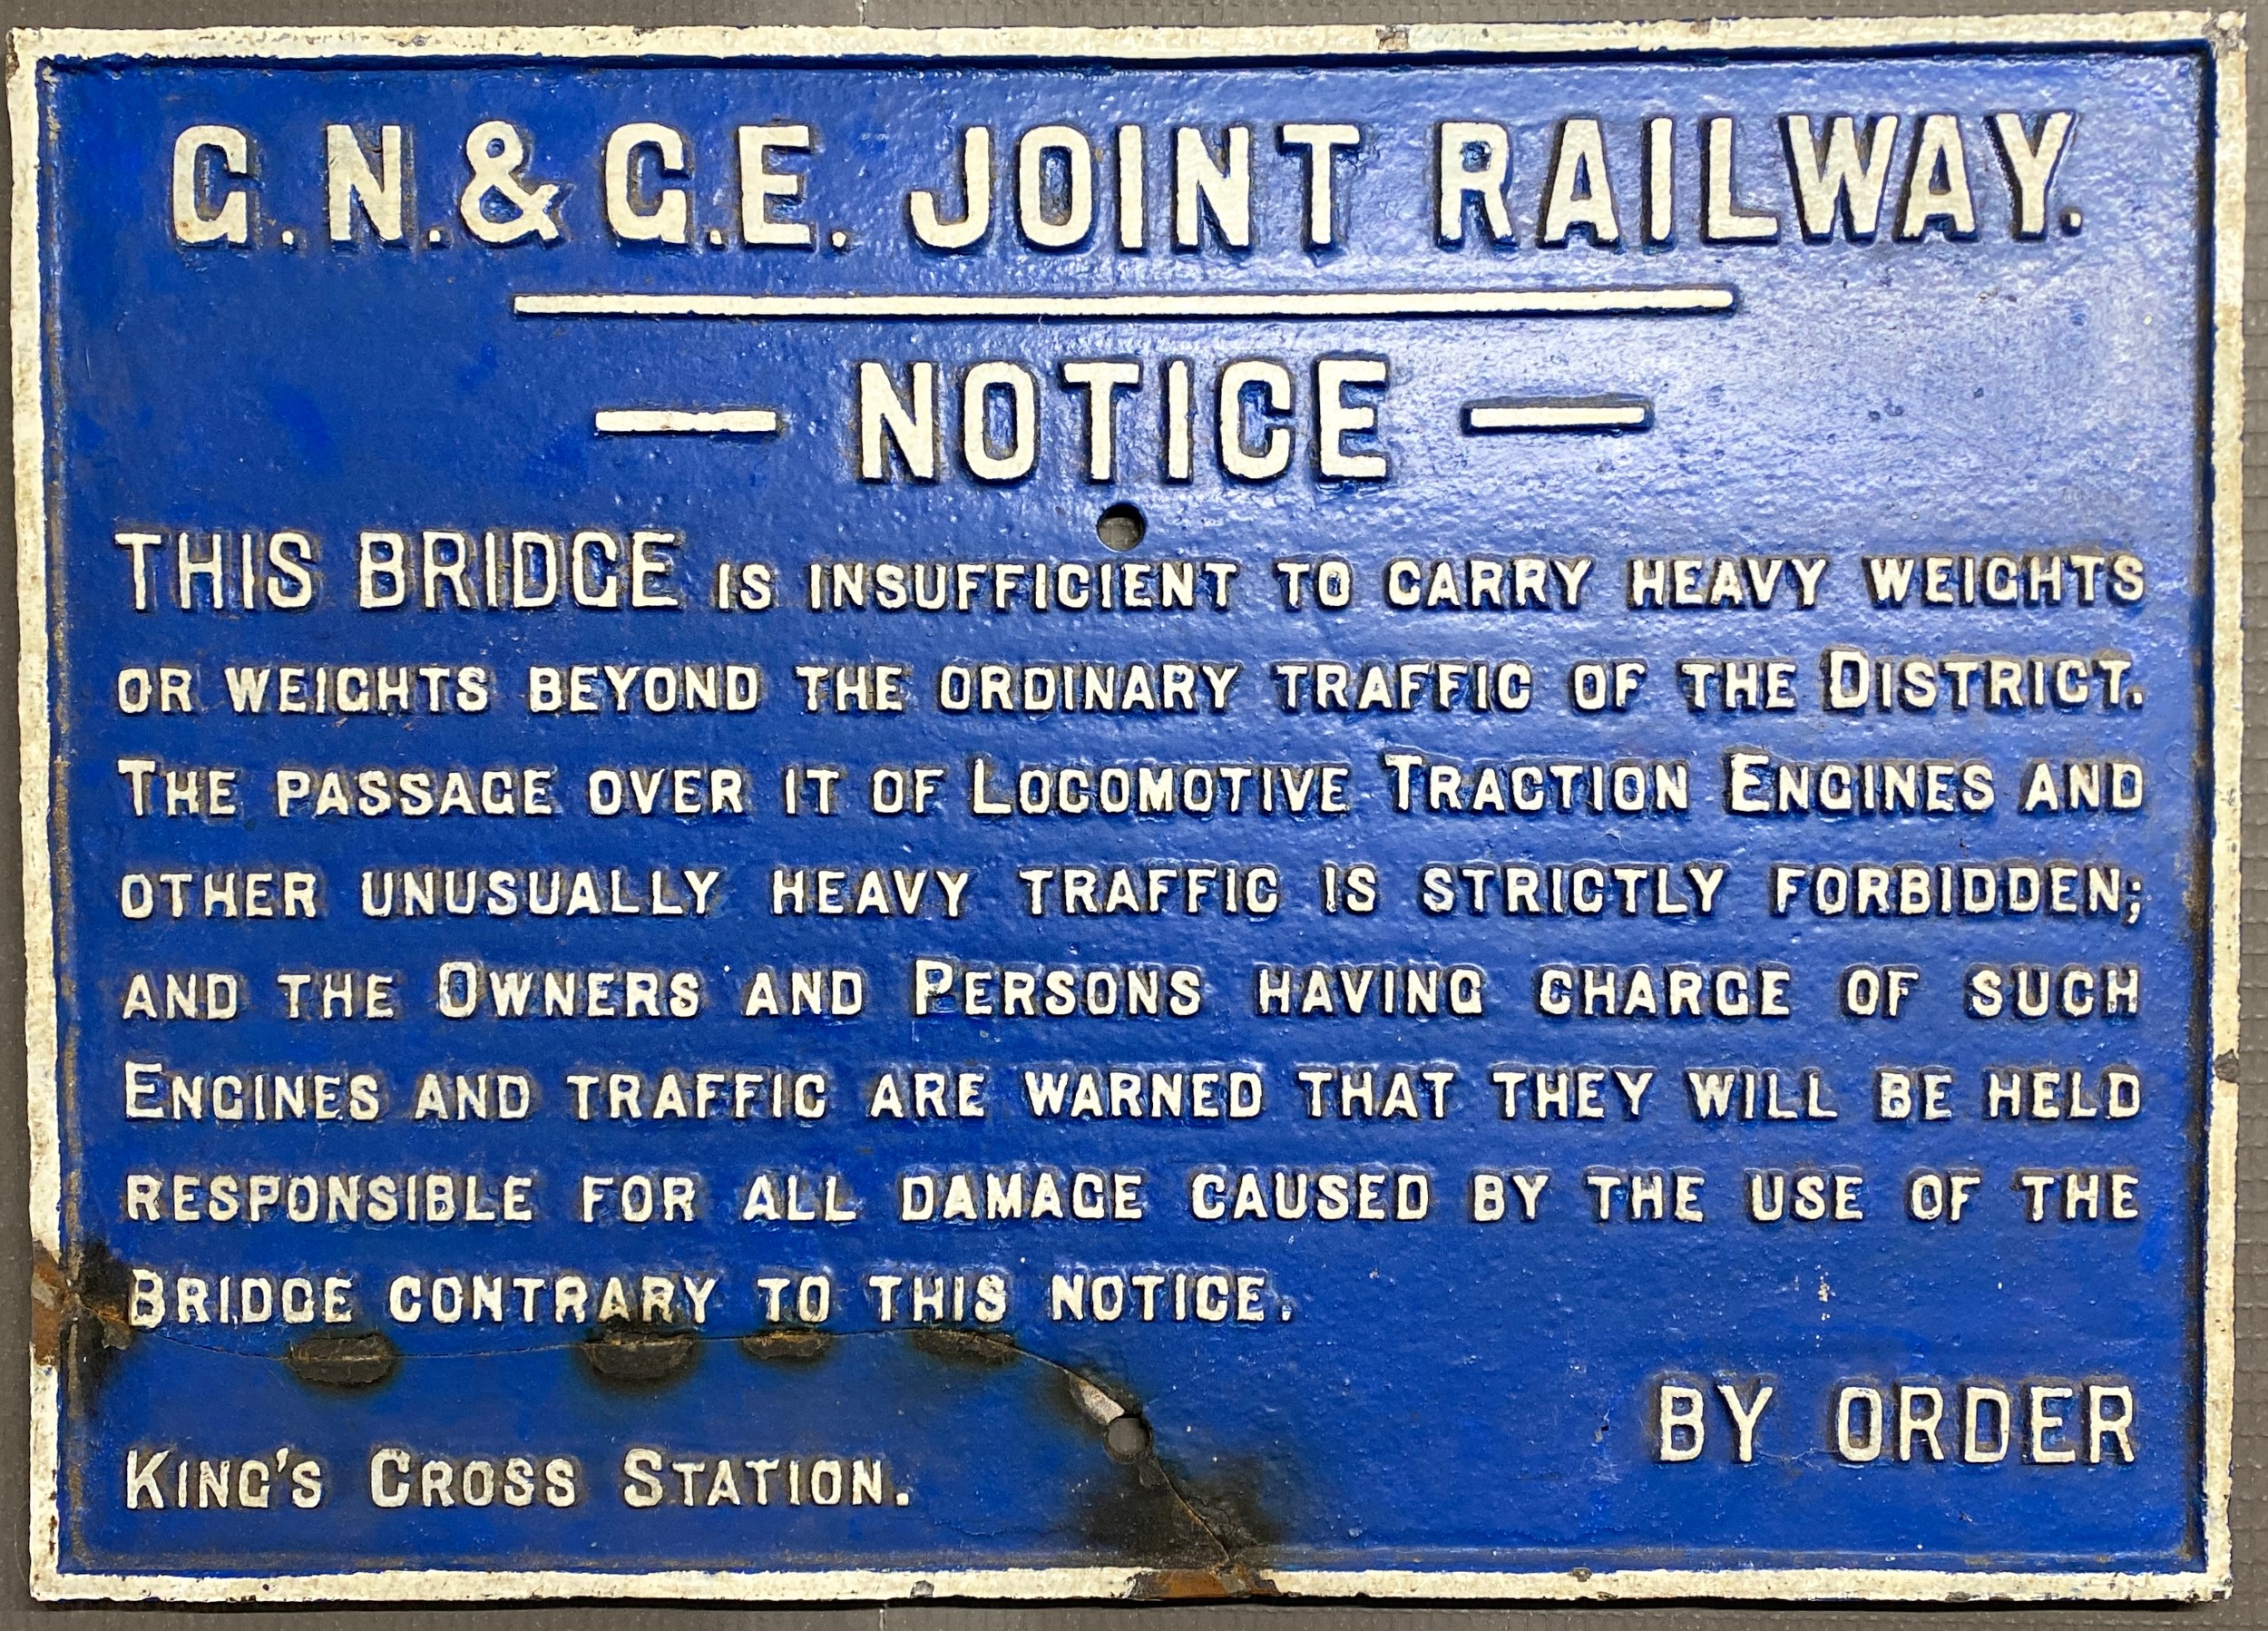 G.N.& G.E. JOINT RAILWAY.
— NOTICE —
THIS BRIDGE IS INSUFFICIENT TO CARRY HEAVY WEIGHTS
OR WEIGHTS BEYOND THE ORDINARY TRAFFIC OF THE DISTRICT.
THE PASSAGE OVER IT OF LOCOMOTIVE TRACTION ENGINES AND
OTHER UNUSUALLY HEAVY TRAFFIC IS STRICTLY FORBIDDEN;
AND THE OWNERS AND PERSONS HAVING CHARGE OF SUCH
ENGINES AND TRAFFIC ARE WARNED THAT THEY WILL BE HELD
RESPONSIBLE FOR ALL DAMAGE CAUSED BY THE USE OF THE
BRIDGE CONTRARY TO THIS NOTICE.
BY ORDER
KING'S CROSS STATION.